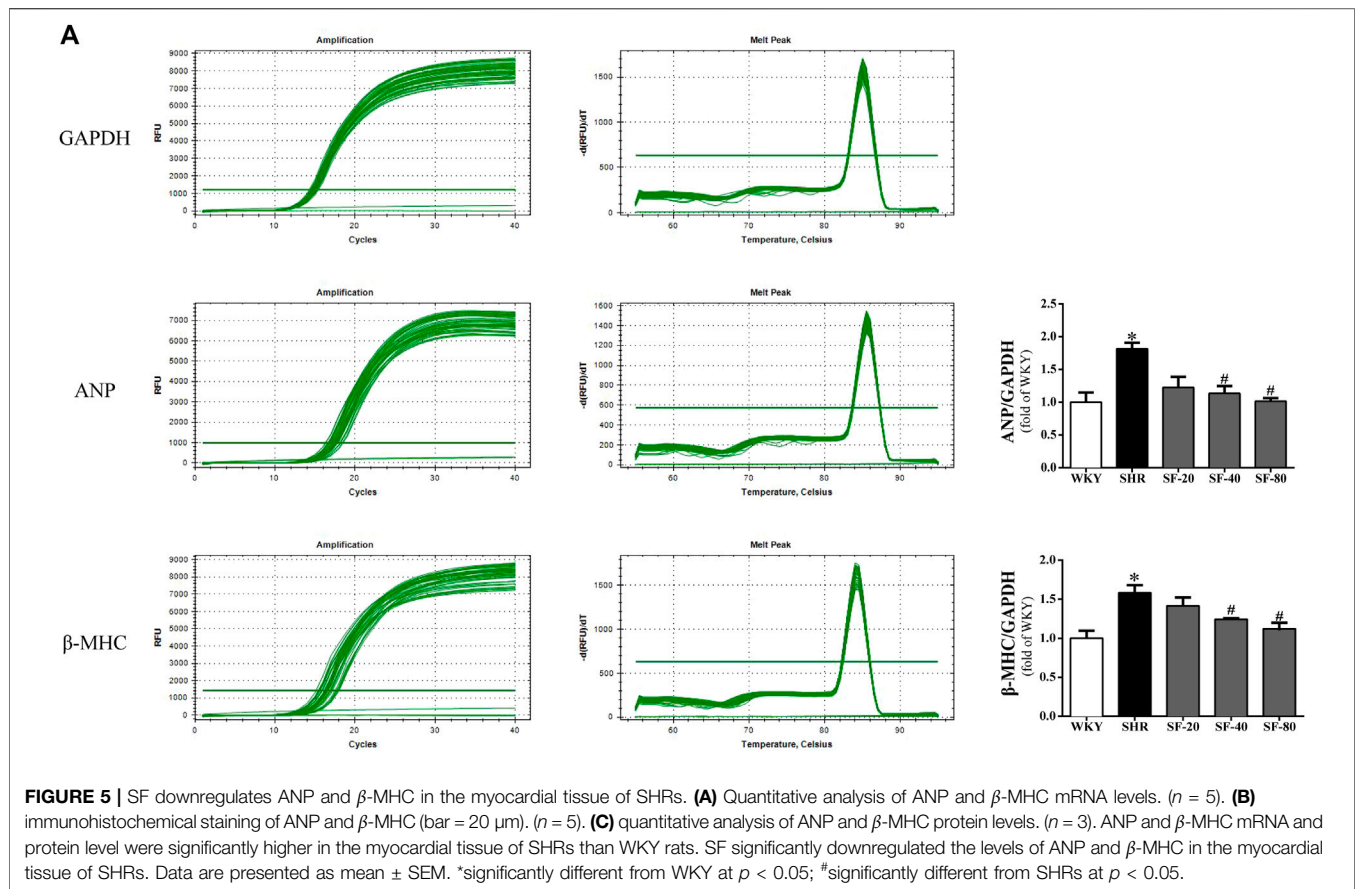 A
GAPDH
Amplification
RFU
9000
8000
7000
6000
5000
4000
3000
2000
1000
0
0
10
20
30
40
Cycles
Melt Peak
-d(RFU)/dT
1500
1000
500
0
60
70
80
90
Temperature, Celsius
ANP
Amplification
RFU
7000
6000
5000
4000
3000
2000
1000
0
0
10
20
30
40
Cycles
Melt Peak
-d(RFU)/dT
1600
1400
1200
1000
800
600
400
200
0
60
70
80
90
Temperature, Celsius
ANP/GAPDH
(fold of WKY)
2.5
2.0
1.5
1.0
0.5
0.0
*
#
#
WKY SHR SF-20 SF-40 SF-80
β-MHC
Amplification
RFU
9000
8000
7000
6000
5000
4000
3000
2000
1000
0
0
10
20
30
40
Cycles
Melt Peak
-d(RFU)/dT
1500
1000
500
0
60
70
80
90
Temperature, Celsius
β-MHC/GAPDH
(fold of WKY)
2.0
1.5
1.0
0.5
0.0
*
#
#
WKY SHR SF-20 SF-40 SF-80
FIGURE 5 | SF downregulates ANP and β-MHC in the myocardial tissue of SHRs. (A) Quantitative analysis of ANP and β-MHC mRNA levels. (n = 5). (B)
immunohistochemical staining of ANP and β-MHC (bar = 20 μm). (n = 5). (C) quantitative analysis of ANP and β-MHC protein levels. (n = 3). ANP and β-MHC mRNA and
protein level were significantly higher in the myocardial tissue of SHRs than WKY rats. SF significantly downregulated the levels of ANP and β-MHC in the myocardial
tissue of SHRs. Data are presented as mean ± SEM. *significantly different from WKY at p < 0.05; #significantly different from SHRs at p < 0.05.